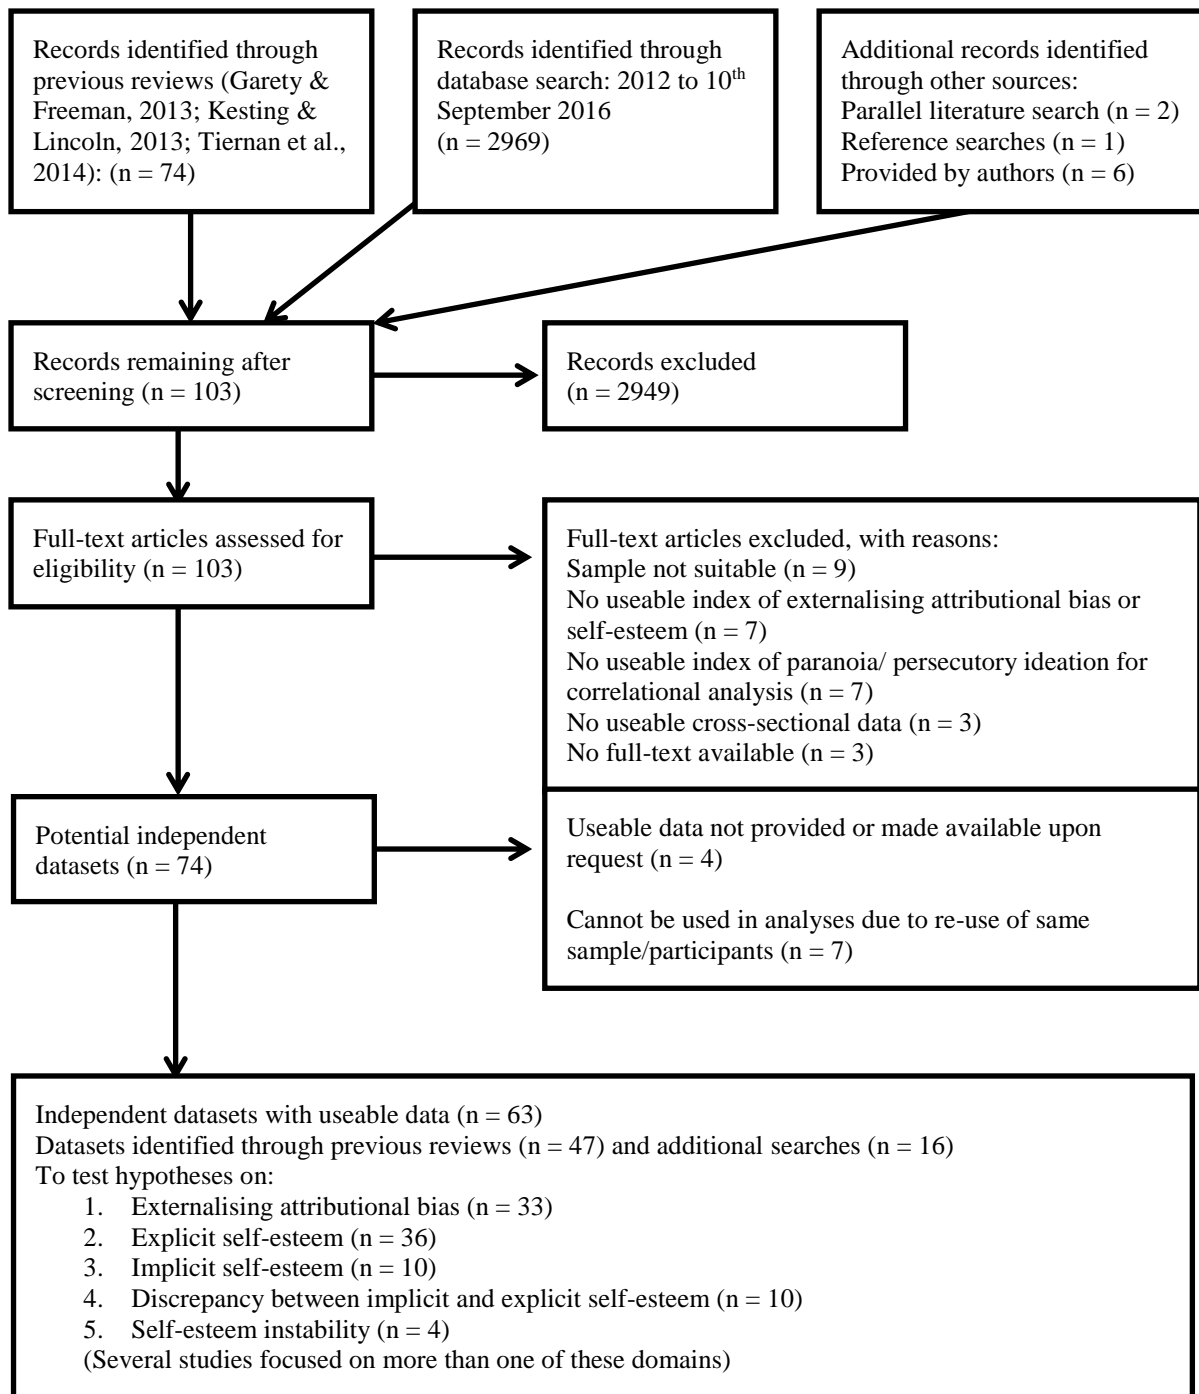 Records identified through
previous reviews (Garety &
Freeman, 2013; Kesting &
Lincoln, 2013; Tiernan et al.,
2014): (n = 74)
Records identified through
database search: 2012 to 10th
September 2016
(n = 2969)
Additional records identified
through other sources:
Parallel literature search (n = 2)
Reference searches (n = 1)
Provided by authors (n = 6)
Records remaining after
screening (n = 103)
Records excluded
(n = 2949)
Full-text articles assessed for
eligibility (n = 103)
Full-text articles excluded, with reasons:
Sample not suitable (n = 9)
No useable index of externalising attributional bias or
self-esteem (n = 7)
No useable index of paranoia/ persecutory ideation for
correlational analysis (n = 7)
No useable cross-sectional data (n = 3)
No full-text available (n = 3)
Potential independent
datasets (n = 74)
Useable data not provided or made available upon
request (n = 4)
Cannot be used in analyses due to re-use of same
sample/participants (n = 7)
Independent datasets with useable data (n = 63)
Datasets identified through previous reviews (n = 47) and additional searches (n = 16)
To test hypotheses on:
1. Externalising attributional bias (n = 33)
2. Explicit self-esteem (n = 36)
3. Implicit self-esteem (n = 10)
4. Discrepancy between implicit and explicit self-esteem (n = 10)
5. Self-esteem instability (n = 4)
(Several studies focused on more than one of these domains)